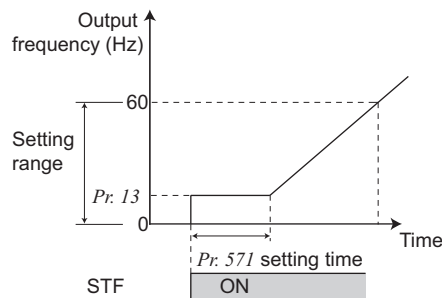 Output
frequency (Hz)
60
Setting
range
Pr. 13
0
Time
Pr. 571 setting time
STF ON